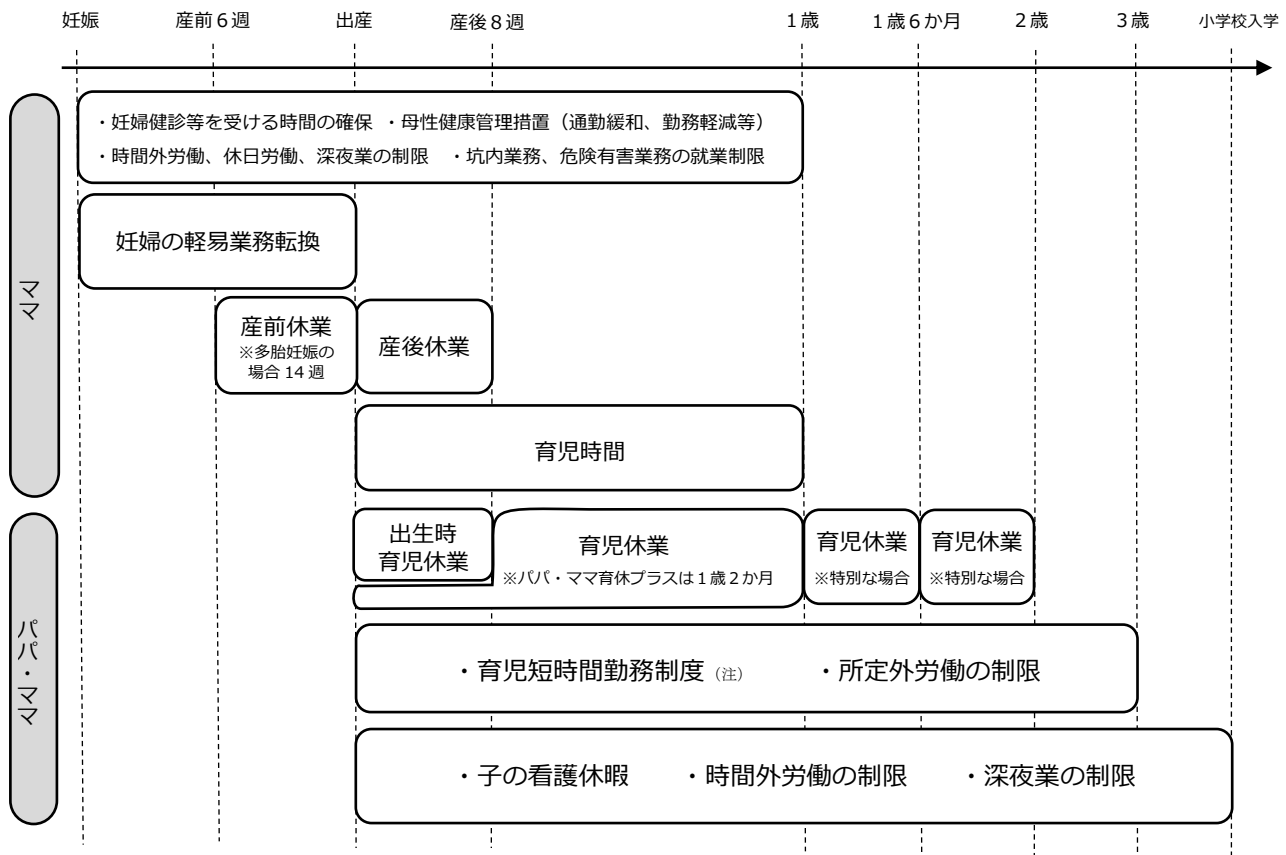 妊娠 産前６週 出産 産後８週 １歳 １歳６か月 ２歳 ３歳 小学校入学
ママ
・妊婦健診等を受ける時間の確保 ・母性健康管理措置（通勤緩和、勤務軽減等）
・時間外労働、休日労働、深夜業の制限 ・坑内業務、危険有害業務の就業制限
妊婦の軽易業務転換
産前休業
※多胎妊娠の
場合 14 週
産後休業
育児時間
パパ・ママ
出生時
育児休業
育児休業
※パパ・ママ育休プラスは１歳２か月
育児休業
※特別な場合
育児休業
※特別な場合
・育児短時間勤務制度（注） ・所定外労働の制限
・子の看護休暇 ・時間外労働の制限 ・深夜業の制限